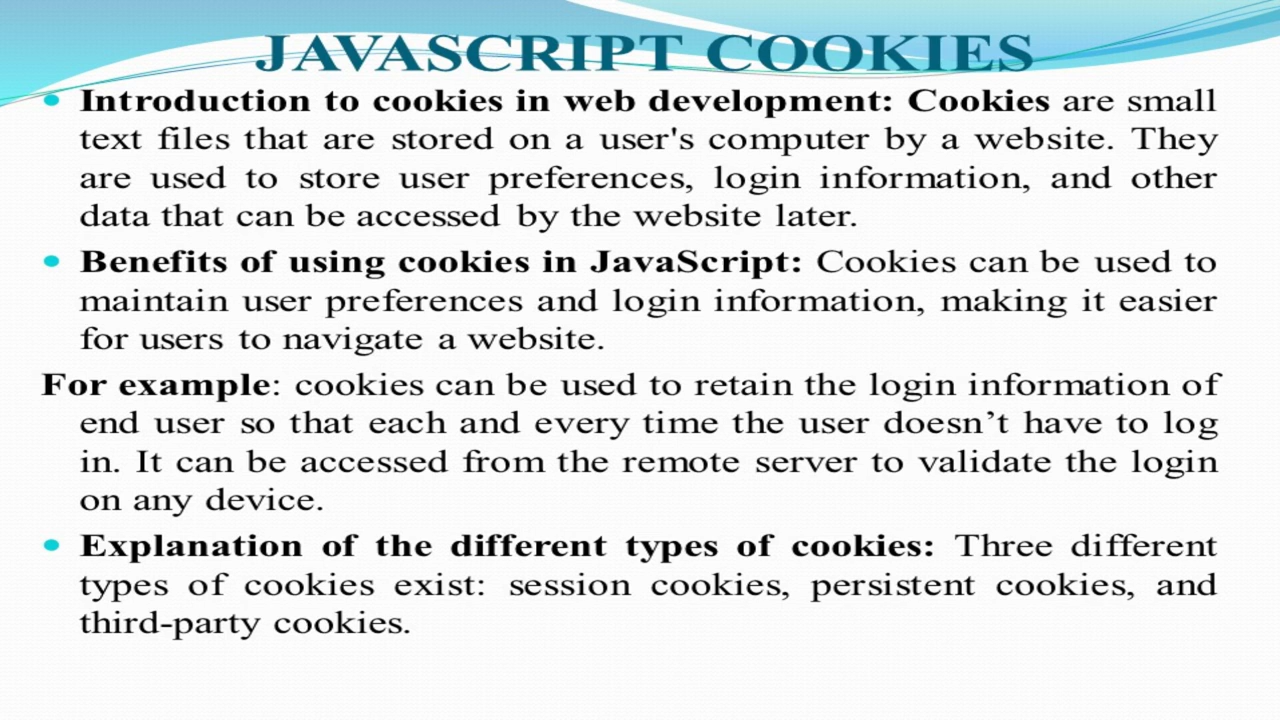 JAVASCRIPT COOKIES
• Introduction to cookies in web development: Cookies are small
text files that are stored on a user's computer by a website. They
are used to store user preferences, login information, and other
data that can be accessed by the website later.
• Benefits of using cookies in JavaScript: Cookies can be used to
maintain user preferences and login information, making it easier
for users to navigate a website.
For example: cookies can be used to retain the login information of
end user so that each and every time the user doesn’t have to log
in. It can be accessed from the remote server to validate the login
on any device.
• Explanation of the different types of cookies: Three different
types of cookies exist: session cookies, persistent cookies, and
third-party cookies.